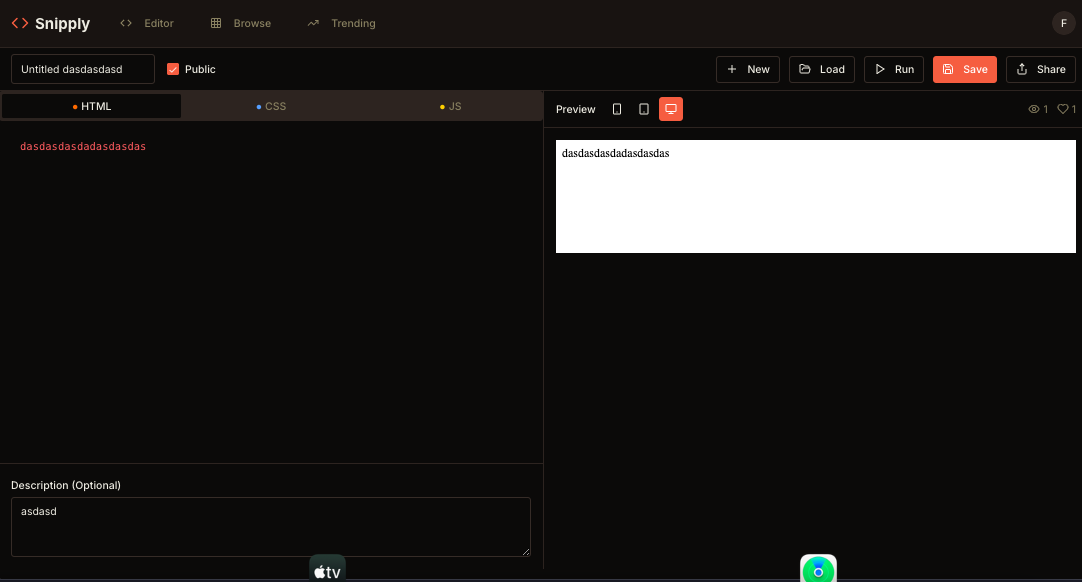 Snipply
Editor
Browse
Trending
F
Untitled dasdasdasd
Public
New
Load
Run
Save
Share
HTML
CSS
JS
Preview
1
1
dasdasdasdadasdasdas
dasdasdasdadasdasdas
Description (Optional)
asdasd
tv